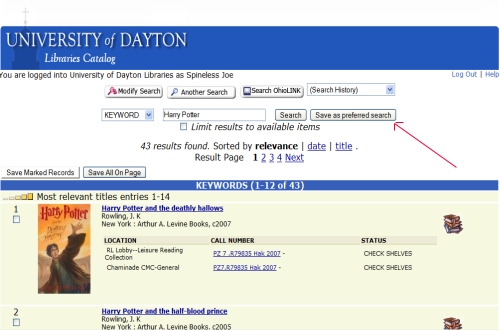 UNIVERSITY of DAYTON
Libraries Catalog
You are logged into University of Dayton Libraries as Spineless Joe
Log Out | Help
Modify Search Another Search Search OhioLINK (Search History)
KEYWORD Harry Potter Search Save as preferred search
Limit results to available items
43 results found. Sorted by relevance | date | title .
Result Page 1 2 3 4 Next
Save Marked Records Save All On Page
KEYWORDS (1-12 of 43)
Most relevant titles entries 1-14
1 Harry Potter and the deathly hallows
Rowling, J. K
New York : Arthur A. Levine Books, c2007
Harry Potter
LOCATION CALL NUMBER STATUS
RL Lobby--Leisure Reading Collection PZ 7 .R79835 Hak 2007 - CHECK SHELVES
Chaminade CMC-General PZ7.R79835 Hak 2007 - CHECK SHELVES
2 Harry Potter and the half-blood prince
Rowling, J. K
New York : Arthur A. Levine Books, c2005